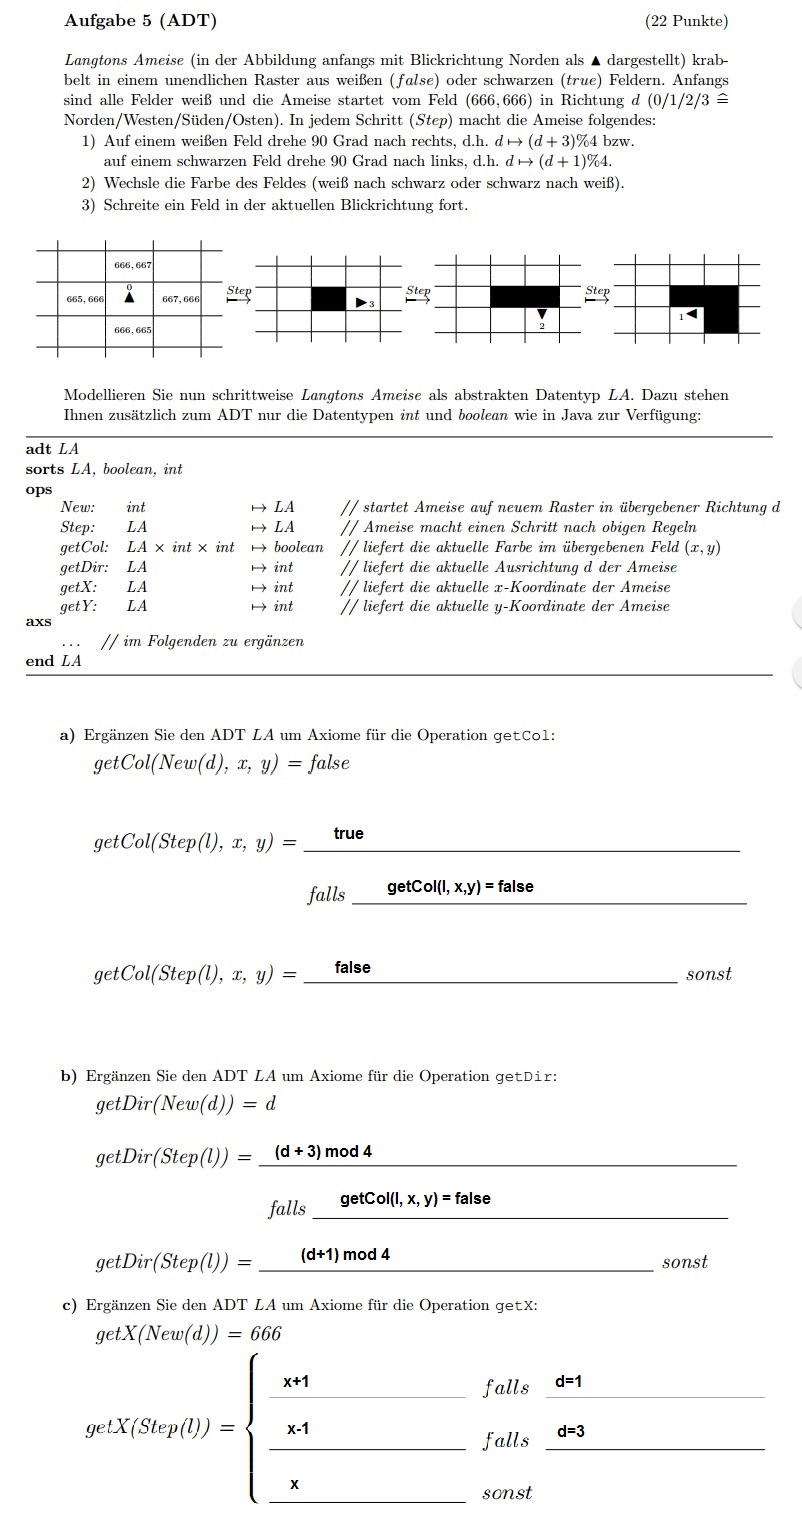 Aufgabe 5 (ADT) (22 Punkte)
Langtons Ameise (in der Abbildung anfangs mit Blickrichtung Norden als ▲ dargestellt) krab-
belt in einem unendlichen Raster aus weißen (false) oder schwarzen (true) Feldern. Anfangs
sind alle Felder weiß und die Ameise startet vom Feld (666, 666) in Richtung d (0/1/2/3 ≙
Norden/Westen/Süden/Osten). In jedem Schritt (Step) macht die Ameise folgendes:
1) Auf einem weißen Feld drehe 90 Grad nach rechts, d.h. d ↦ (d + 3)%4 bzw.
auf einem schwarzen Feld drehe 90 Grad nach links, d.h. d ↦ (d + 1)%4.
2) Wechsle die Farbe des Feldes (weiß nach schwarz oder schwarz nach weiß).
3) Schreite ein Feld in der aktuellen Blickrichtung fort.
666, 667
0
665, 666 ▲ 667, 666
666, 665
Step ⟼
▶ 3
Step ⟼
▼
2
Step ⟼
1 ◀
Modellieren Sie nun schrittweise Langtons Ameise als abstrakten Datentyp LA. Dazu stehen
Ihnen zusätzlich zum ADT nur die Datentypen int und boolean wie in Java zur Verfügung:
adt LA
sorts LA, boolean, int
ops
New: int ↦ LA // startet Ameise auf neuem Raster in übergebener Richtung d
Step: LA ↦ LA // Ameise macht einen Schritt nach obigen Regeln
getCol: LA × int × int ↦ boolean // liefert die aktuelle Farbe im übergebenen Feld (x, y)
getDir: LA ↦ int // liefert die aktuelle Ausrichtung d der Ameise
getX: LA ↦ int // liefert die aktuelle x-Koordinate der Ameise
getY: LA ↦ int // liefert die aktuelle y-Koordinate der Ameise
axs
... // im Folgenden zu ergänzen
end LA
a) Ergänzen Sie den ADT LA um Axiome für die Operation getCol:
getCol(New(d), x, y) = false
getCol(Step(l), x, y) = true
falls getCol(l, x,y) = false
getCol(Step(l), x, y) = false sonst
b) Ergänzen Sie den ADT LA um Axiome für die Operation getDir:
getDir(New(d)) = d
getDir(Step(l)) = (d + 3) mod 4
falls getCol(l, x, y) = false
getDir(Step(l)) = (d+1) mod 4 sonst
c) Ergänzen Sie den ADT LA um Axiome für die Operation getX:
getX(New(d)) = 666
x+1 falls d=1
getX(Step(l)) = x-1 falls d=3
x sonst